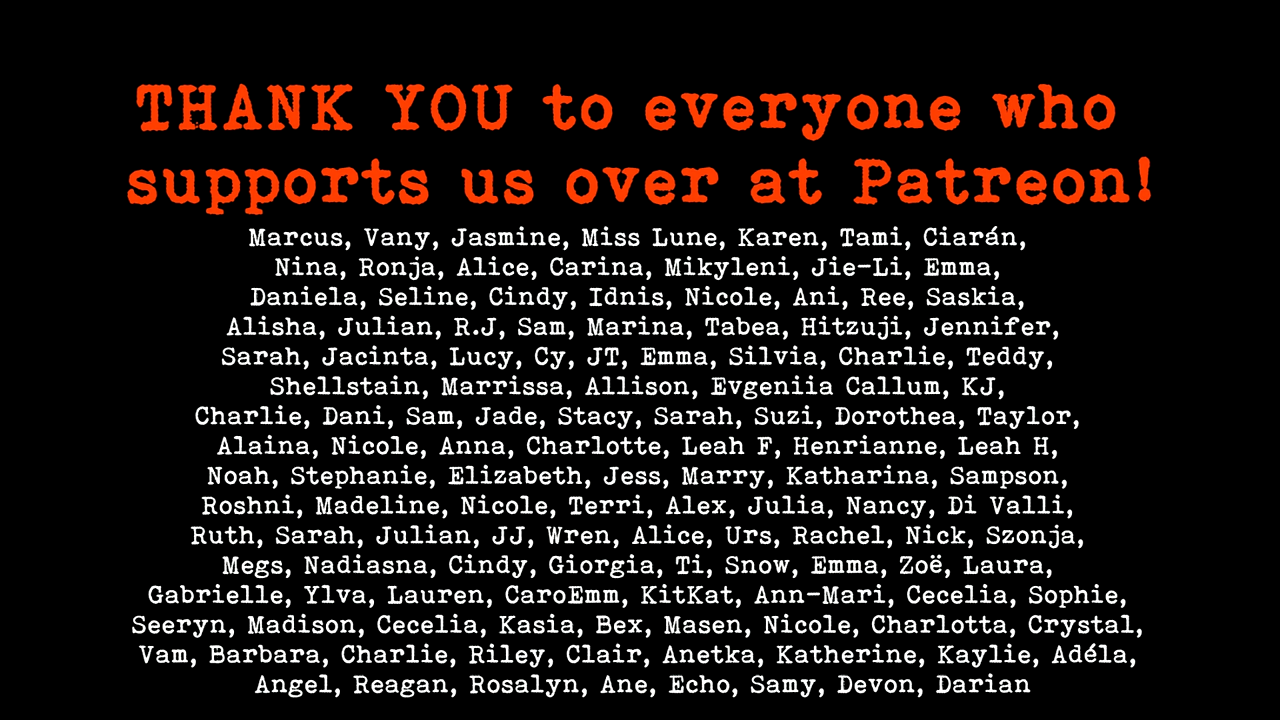 THANK YOU to everyone who
supports us over at Patreon!
Marcus, Vany, Jasmine, Miss Lune, Karen, Tami, Ciarán,
Nina, Ronja, Alice, Carina, Mikyleni, Jie-Li, Emma,
Daniela, Seline, Cindy, Idnis, Nicole, Ani, Ree, Saskia,
Alisha, Julian, R.J, Sam, Marina, Tabea, Hitzuji, Jennifer,
Sarah, Jacinta, Lucy, Cy, JT, Emma, Silvia, Charlie, Teddy,
Shellstain, Marrissa, Allison, Evgeniia Callum, KJ,
Charlie, Dani, Sam, Jade, Stacy, Sarah, Suzi, Dorothea, Taylor,
Alaina, Nicole, Anna, Charlotte, Leah F, Henrianne, Leah H,
Noah, Stephanie, Elizabeth, Jess, Marry, Katharina, Sampson,
Roshni, Madeline, Nicole, Terri, Alex, Julia, Nancy, Di Valli,
Ruth, Sarah, Julian, JJ, Wren, Alice, Urs, Rachel, Nick, Szonja,
Megs, Nadiasna, Cindy, Giorgia, Ti, Snow, Emma, Zoë, Laura,
Gabrielle, Ylva, Lauren, CaroEmm, KitKat, Ann-Mari, Cecelia, Sophie,
Seeryn, Madison, Cecelia, Kasia, Bex, Masen, Nicole, Charlotta, Crystal,
Vam, Barbara, Charlie, Riley, Clair, Anetka, Katherine, Kaylie, Adéla,
Angel, Reagan, Rosalyn, Ane, Echo, Samy, Devon, Darian